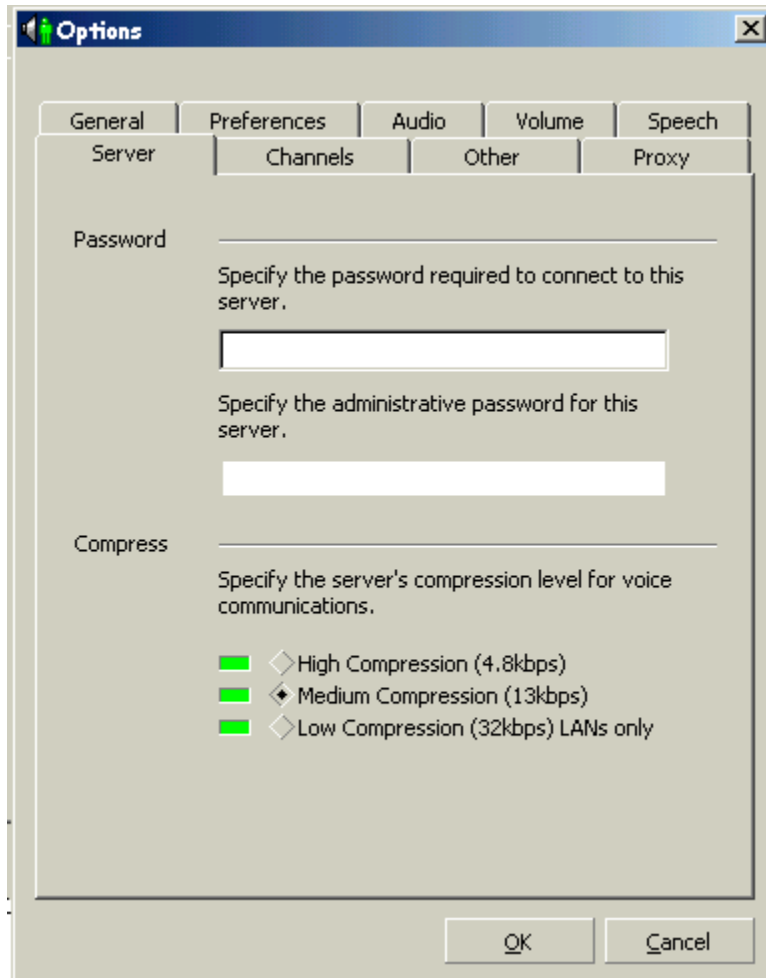 Options
General Preferences Audio Volume Speech
Server Channels Other Proxy
Password
Specify the password required to connect to this
server.
Specify the administrative password for this
server.
Compress
Specify the server's compression level for voice
communications.
High Compression (4.8kbps)
Medium Compression (13kbps)
Low Compression (32kbps) LANs only
OK Cancel